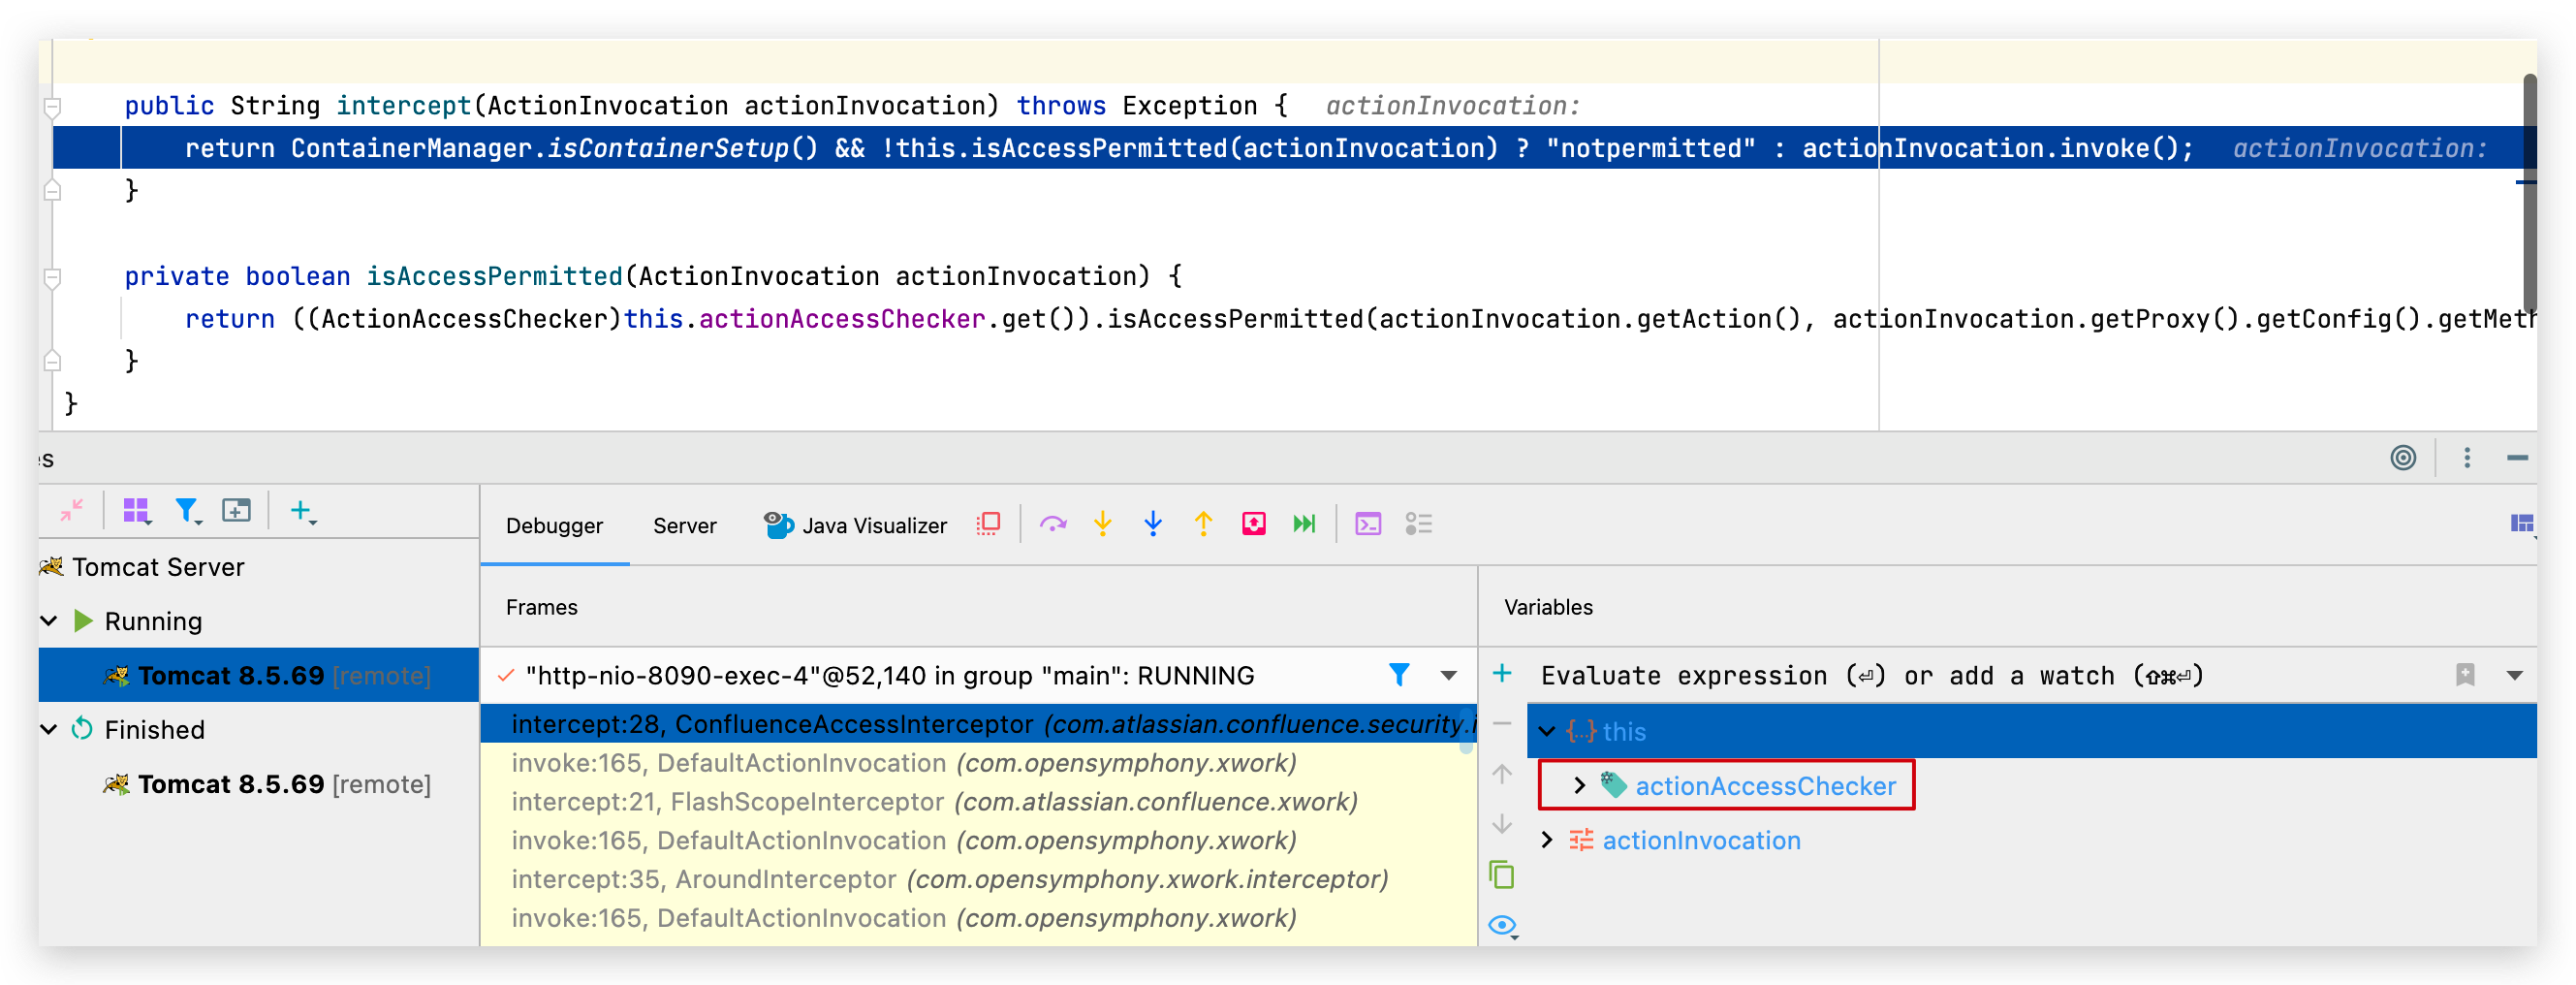 public String intercept(ActionInvocation actionInvocation) throws Exception {   actionInvocation:
return ContainerManager.isContainerSetup() && !this.isAccessPermitted(actionInvocation) ? "notpermitted" : actionInvocation.invoke();   actionInvocation:
}
private boolean isAccessPermitted(ActionInvocation actionInvocation) {
return ((ActionAccessChecker)this.actionAccessChecker.get()).isAccessPermitted(actionInvocation.getAction(), actionInvocation.getProxy().getConfig().getMeth
}
}
es
Debugger   Server   Java Visualizer
Tomcat Server
Running
Tomcat 8.5.69 [remote]
Finished
Tomcat 8.5.69 [remote]
Frames
"http-nio-8090-exec-4"@52,140 in group "main": RUNNING
intercept:28, ConfluenceAccessInterceptor (com.atlassian.confluence.security.i
invoke:165, DefaultActionInvocation (com.opensymphony.xwork)
intercept:21, FlashScopeInterceptor (com.atlassian.confluence.xwork)
invoke:165, DefaultActionInvocation (com.opensymphony.xwork)
intercept:35, AroundInterceptor (com.opensymphony.xwork.interceptor)
invoke:165, DefaultActionInvocation (com.opensymphony.xwork)
Variables
Evaluate expression (⏎) or add a watch (⇧⌘⏎)
this
actionAccessChecker
actionInvocation